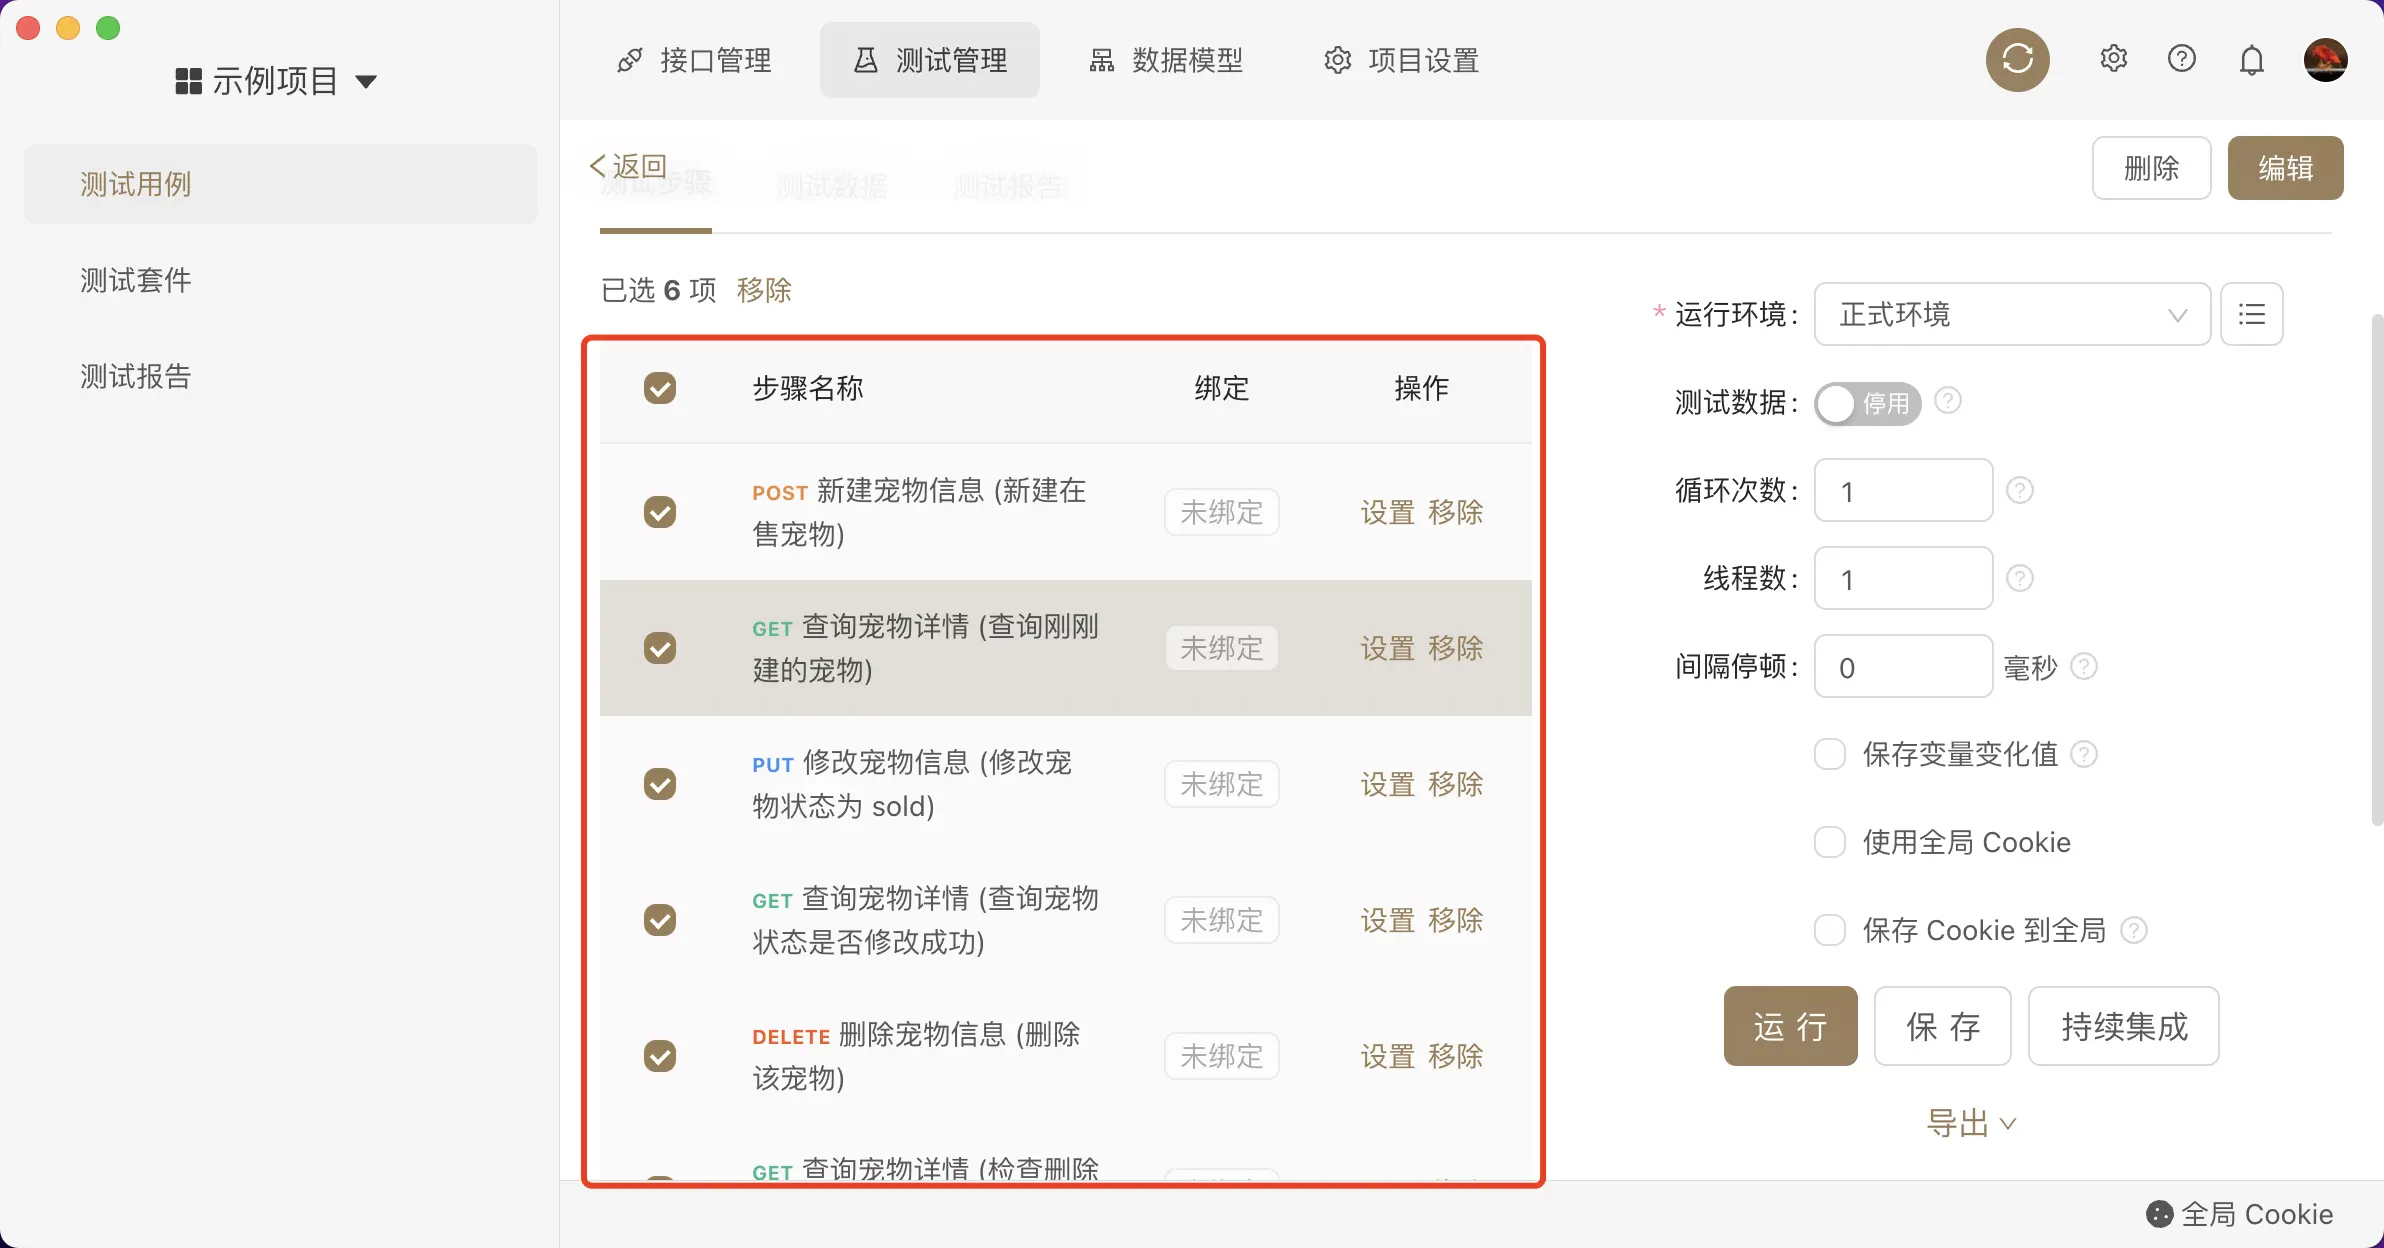 示例项目
接口管理
测试管理
数据模型
项目设置
测试用例
测试套件
测试报告
返回
测试步骤
测试数据
测试报告
删除
编辑
已选 6 项 移除
步骤名称 绑定 操作
POST 新建宠物信息 (新建在
售宠物)
未绑定
设置 移除
GET 查询宠物详情 (查询刚刚
建的宠物)
未绑定
设置 移除
PUT 修改宠物信息 (修改宠
物状态为 sold)
未绑定
设置 移除
GET 查询宠物详情 (查询宠物
状态是否修改成功)
未绑定
设置 移除
DELETE 删除宠物信息 (删除
该宠物)
未绑定
设置 移除
GET 查询宠物详情 (检查删除
* 运行环境: 正式环境
测试数据: 停用
循环次数: 1
线程数: 1
间隔停顿: 0 毫秒
保存变量变化值
使用全局 Cookie
保存 Cookie 到全局
运 行
保 存
持续集成
导出
全局 Cookie